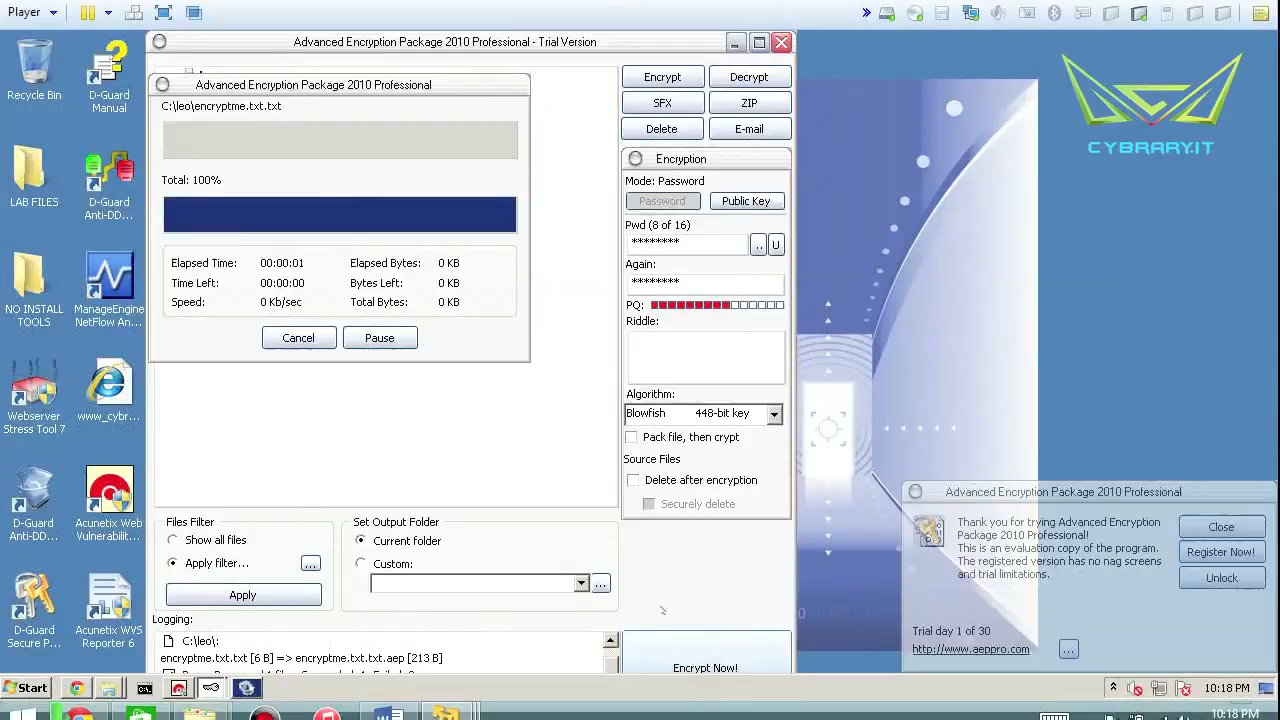 Player
Advanced Encryption Package 2010 Professional - Trial Version
Recycle Bin
D-Guard
Manual
LAB FILES
D-Guard
Anti-DD...
NO INSTALL
TOOLS
ManageEngine
NetFlow An...
Webserver
Stress Tool 7
www_cybr...
D-Guard
Anti-DD...
Acunetix Web
Vulnerabilit...
D-Guard
Secure P...
Acunetix WVS
Reporter 6
Advanced Encryption Package 2010 Professional
C:\leo\encryptme.txt.txt
Total: 100%
Elapsed Time: 00:00:01 Elapsed Bytes: 0 KB
Time Left: 00:00:00 Bytes Left: 0 KB
Speed: 0 Kb/sec Total Bytes: 0 KB
Cancel Pause
Encrypt Decrypt
SFX ZIP
Delete E-mail
Encryption
Mode: Password
Password Public Key
Pwd (8 of 16)
******** .. U
Again:
********
PQ:
Riddle:
Algorithm:
Blowfish 448-bit key
Pack file, then crypt
Source Files
Delete after encryption
Securely delete
Files Filter
Show all files
Apply filter... ...
Apply
Set Output Folder
Current folder
Custom:
...
Logging:
C:\leo\:
encryptme.txt.txt [6 B] => encryptme.txt.txt.aep [213 B]
Encrypt Now!
CYBRARY.IT
Advanced Encryption Package 2010 Professional
Thank you for trying Advanced Encryption
Package 2010 Professional!
This is an evaluation copy of the program.
The registered version has no nag screens
and trial limitations.
Close
Register Now!
Unlock
Trial day 1 of 30
http://www.aeppro.com ...
Start
10:18 PM
10:18 PM